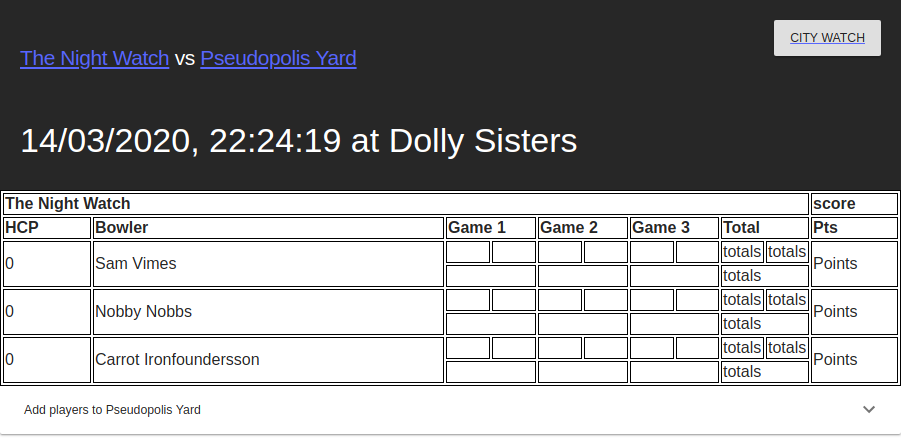 CITY WATCH
The Night Watch vs Pseudopolis Yard
14/03/2020, 22:24:19 at Dolly Sisters
The Night Watch score
HCP Bowler Game 1 Game 2 Game 3 Total Pts
0 Sam Vimes totals totals Points
totals
0 Nobby Nobbs totals totals Points
totals
0 Carrot Ironfoundersson totals totals Points
totals
Add players to Pseudopolis Yard